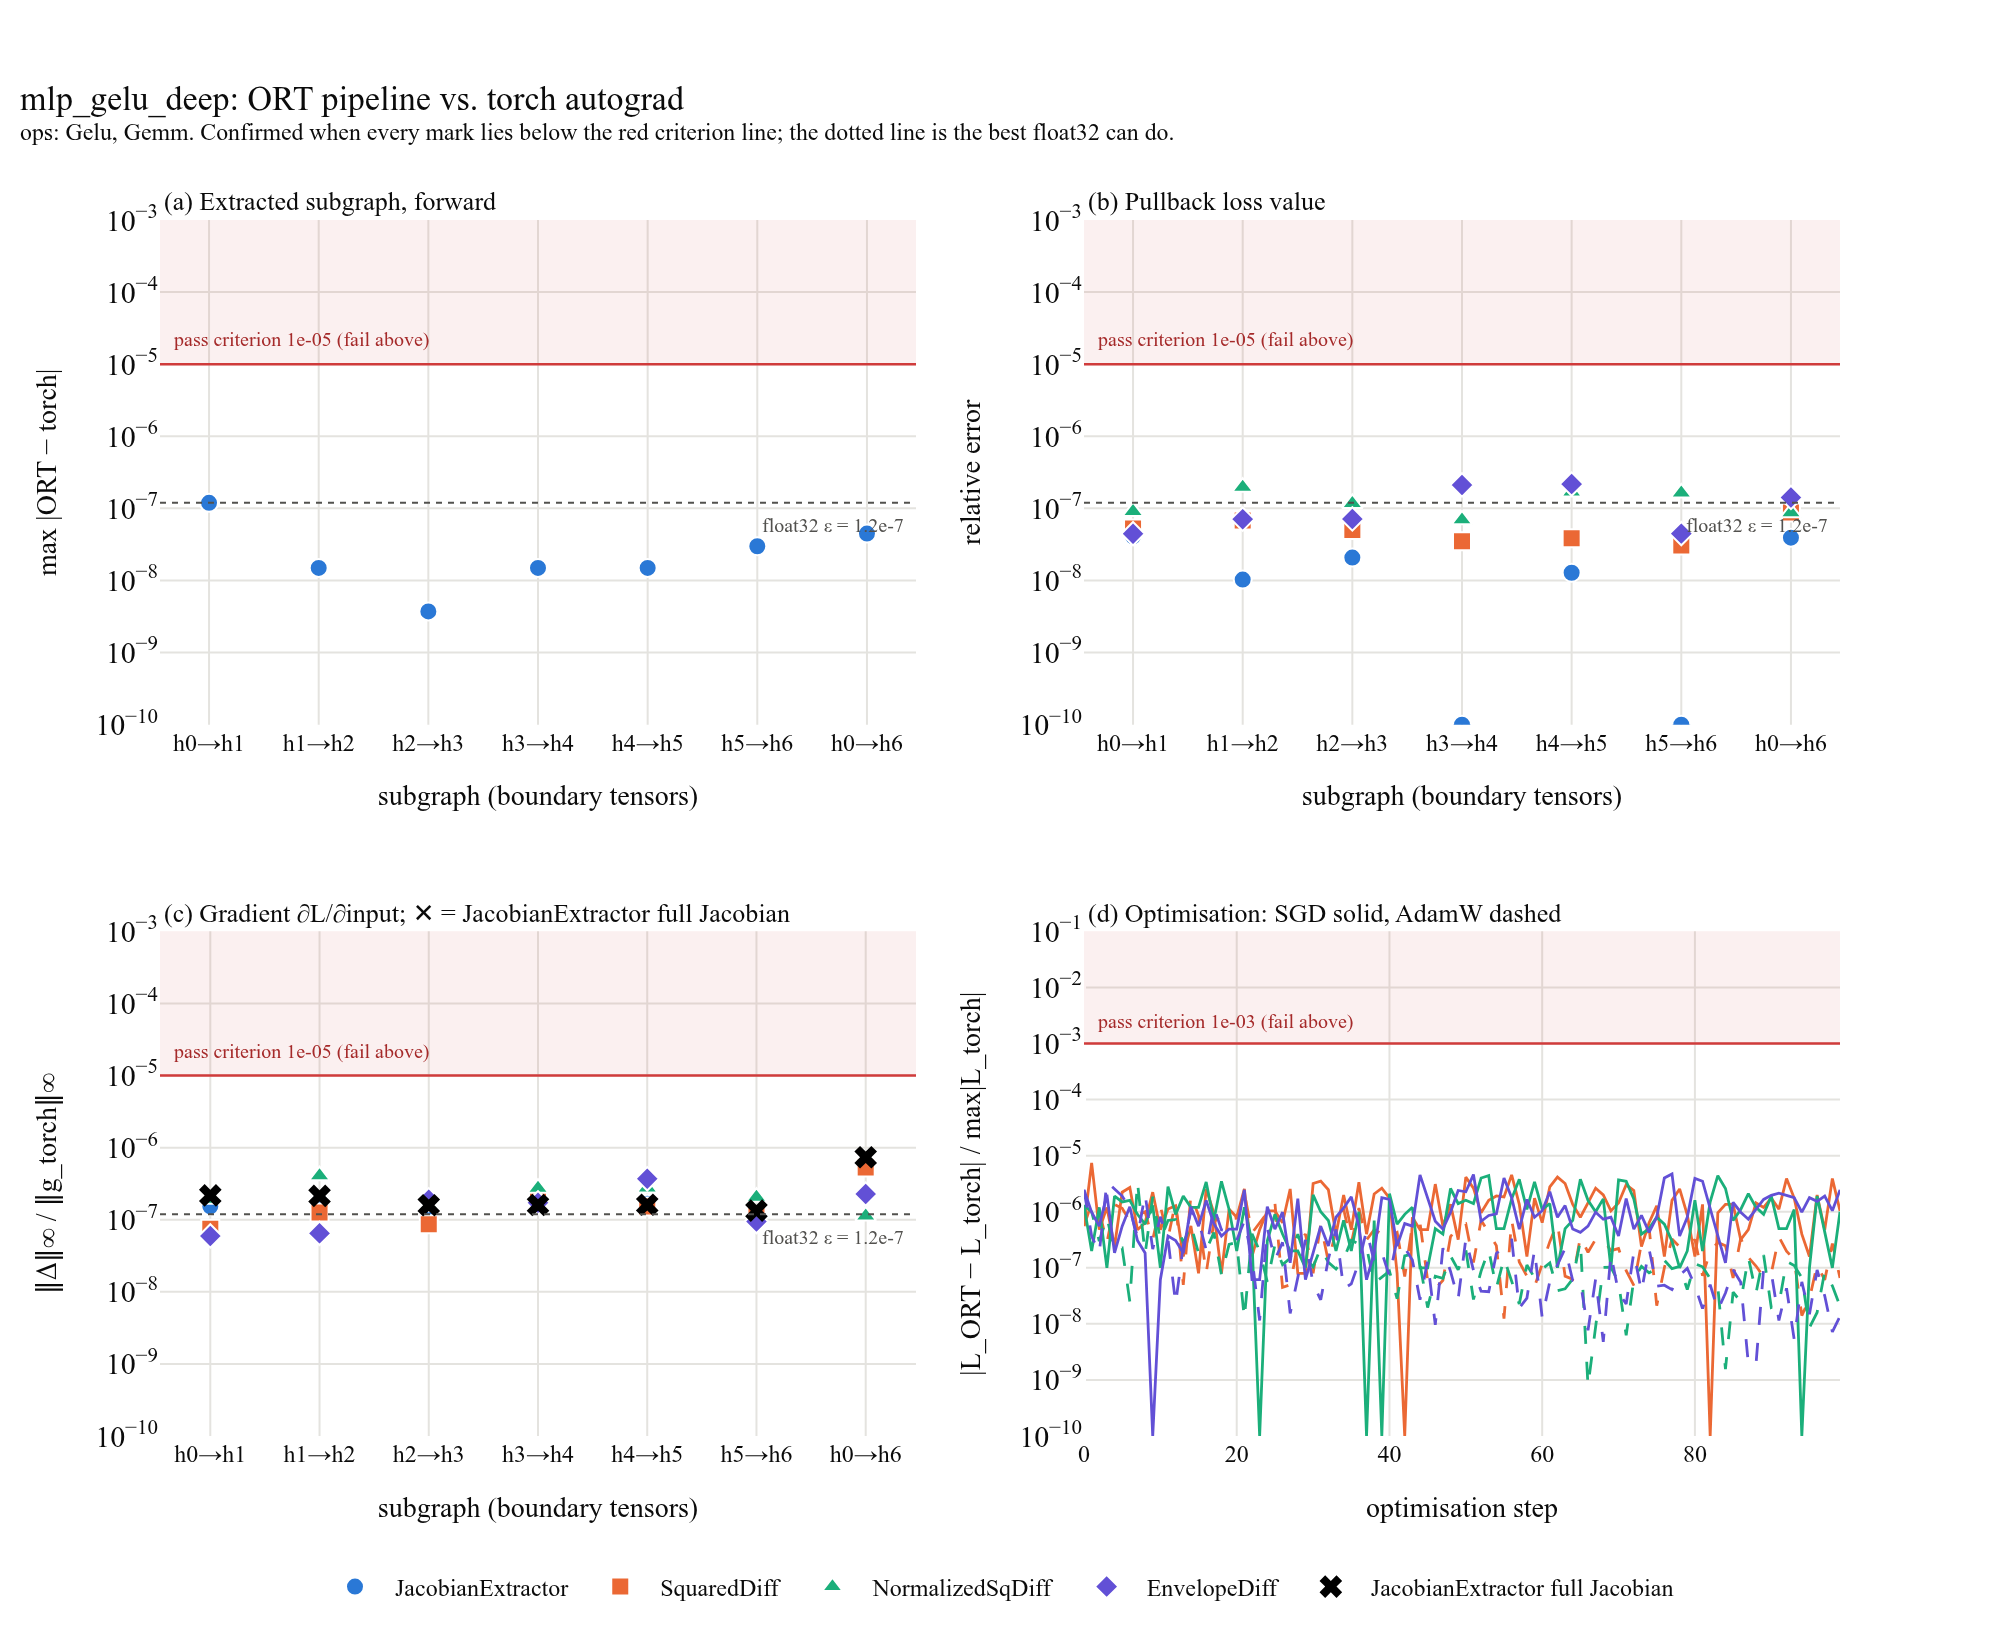 mlp_gelu_deep: ORT pipeline vs. torch autograd
ops: Gelu, Gemm. Confirmed when every mark lies below the red criterion line; the dotted line is the best float32 can do.
(a) Extracted subgraph, forward
max |ORT − torch|
10⁻³
10⁻⁴
10⁻⁵
10⁻⁶
10⁻⁷
10⁻⁸
10⁻⁹
10⁻¹⁰
pass criterion 1e-05 (fail above)
float32 ε = 1.2e-7
h0→h1 h1→h2 h2→h3 h3→h4 h4→h5 h5→h6 h0→h6
subgraph (boundary tensors)
(b) Pullback loss value
relative error
10⁻³
10⁻⁴
10⁻⁵
10⁻⁶
10⁻⁷
10⁻⁸
10⁻⁹
10⁻¹⁰
pass criterion 1e-05 (fail above)
float32 ε = 1.2e-7
h0→h1 h1→h2 h2→h3 h3→h4 h4→h5 h5→h6 h0→h6
subgraph (boundary tensors)
(c) Gradient ∂L/∂input; ✕ = JacobianExtractor full Jacobian
‖Δ‖∞ / ‖g_torch‖∞
10⁻³
10⁻⁴
10⁻⁵
10⁻⁶
10⁻⁷
10⁻⁸
10⁻⁹
10⁻¹⁰
pass criterion 1e-05 (fail above)
float32 ε = 1.2e-7
h0→h1 h1→h2 h2→h3 h3→h4 h4→h5 h5→h6 h0→h6
subgraph (boundary tensors)
(d) Optimisation: SGD solid, AdamW dashed
|L_ORT − L_torch| / max|L_torch|
10⁻¹
10⁻²
10⁻³
10⁻⁴
10⁻⁵
10⁻⁶
10⁻⁷
10⁻⁸
10⁻⁹
10⁻¹⁰
pass criterion 1e-03 (fail above)
0 20 40 60 80
optimisation step
JacobianExtractor SquaredDiff NormalizedSqDiff EnvelopeDiff JacobianExtractor full Jacobian